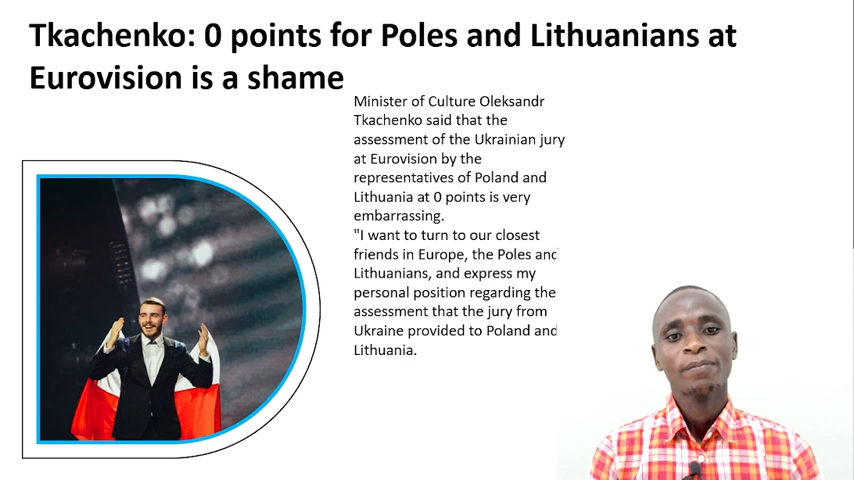 Tkachenko: 0 points for Poles and Lithuanians at
Eurovision is a shame
Minister of Culture Oleksandr
Tkachenko said that the
assessment of the Ukrainian jury
at Eurovision by the
representatives of Poland and
Lithuania at 0 points is very
embarrassing.
"I want to turn to our closest
friends in Europe, the Poles and
Lithuanians, and express my
personal position regarding the
assessment that the jury from
Ukraine provided to Poland and
Lithuania.